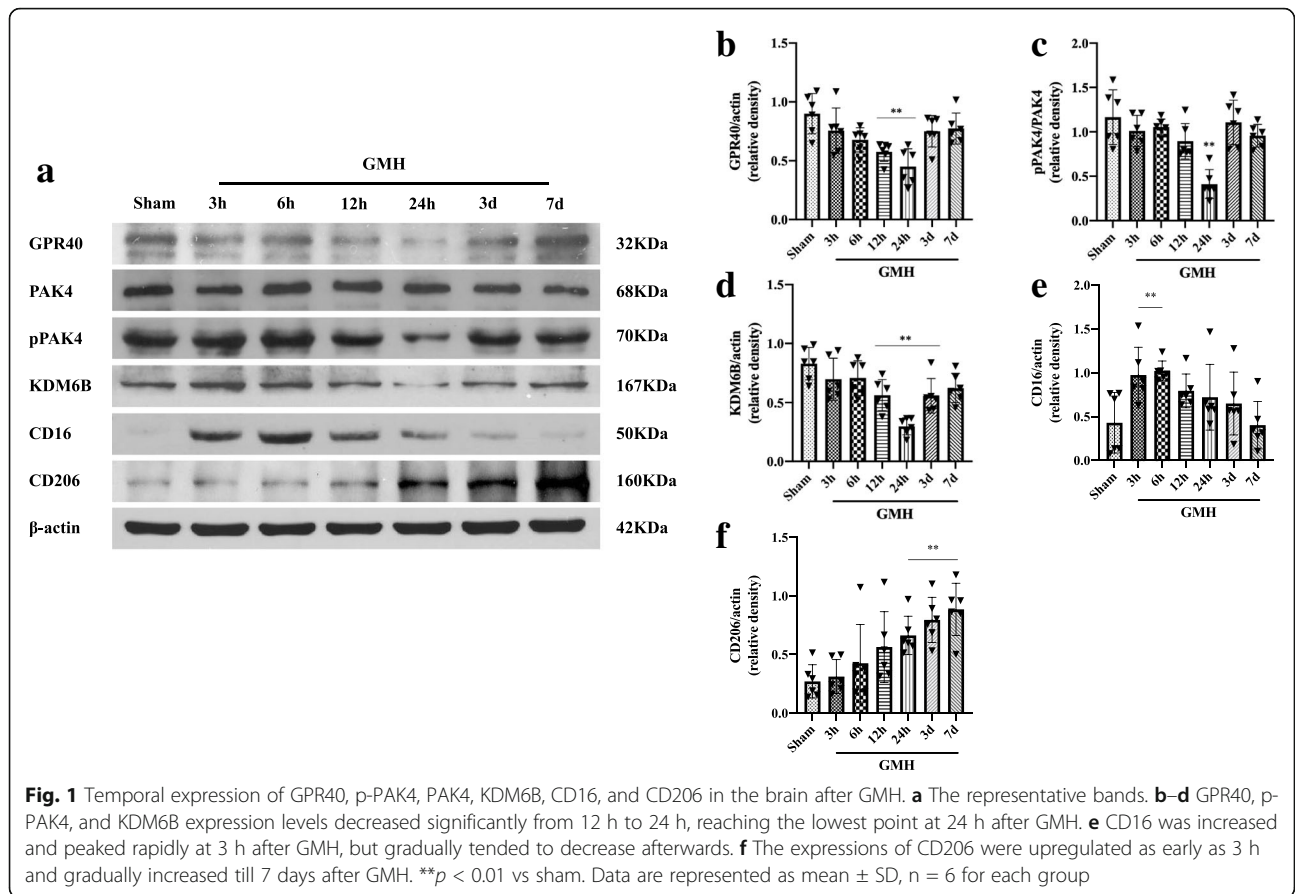 a
GMH
Sham 3h 6h 12h 24h 3d 7d
GPR40 32KDa
PAK4 68KDa
pPAK4 70KDa
KDM6B 167KDa
CD16 50KDa
CD206 160KDa
β-actin 42KDa
b
GPR40/actin
(relative density)
1.5
1.0
0.5
0.0
**
Sham 3h 6h 12h 24h 3d 7d
GMH
c
pPAK4/PAK4
(relative density)
2.0
1.5
1.0
0.5
0.0
**
Sham 3h 6h 12h 24h 3d 7d
GMH
d
KDM6B/actin
(relative density)
1.5
1.0
0.5
0.0
**
Sham 3h 6h 12h 24h 3d 7d
GMH
e
CD16/actin
(relative density)
2.0
1.5
1.0
0.5
0.0
**
Sham 3h 6h 12h 24h 3d 7d
GMH
f
CD206/actin
(relative density)
1.5
1.0
0.5
0.0
**
Sham 3h 6h 12h 24h 3d 7d
GMH
Fig. 1 Temporal expression of GPR40, p-PAK4, PAK4, KDM6B, CD16, and CD206 in the brain after GMH. a The representative bands. b–d GPR40, p-
PAK4, and KDM6B expression levels decreased significantly from 12 h to 24 h, reaching the lowest point at 24 h after GMH. e CD16 was increased
and peaked rapidly at 3 h after GMH, but gradually tended to decrease afterwards. f The expressions of CD206 were upregulated as early as 3 h
and gradually increased till 7 days after GMH. **p < 0.01 vs sham. Data are represented as mean ± SD, n = 6 for each group